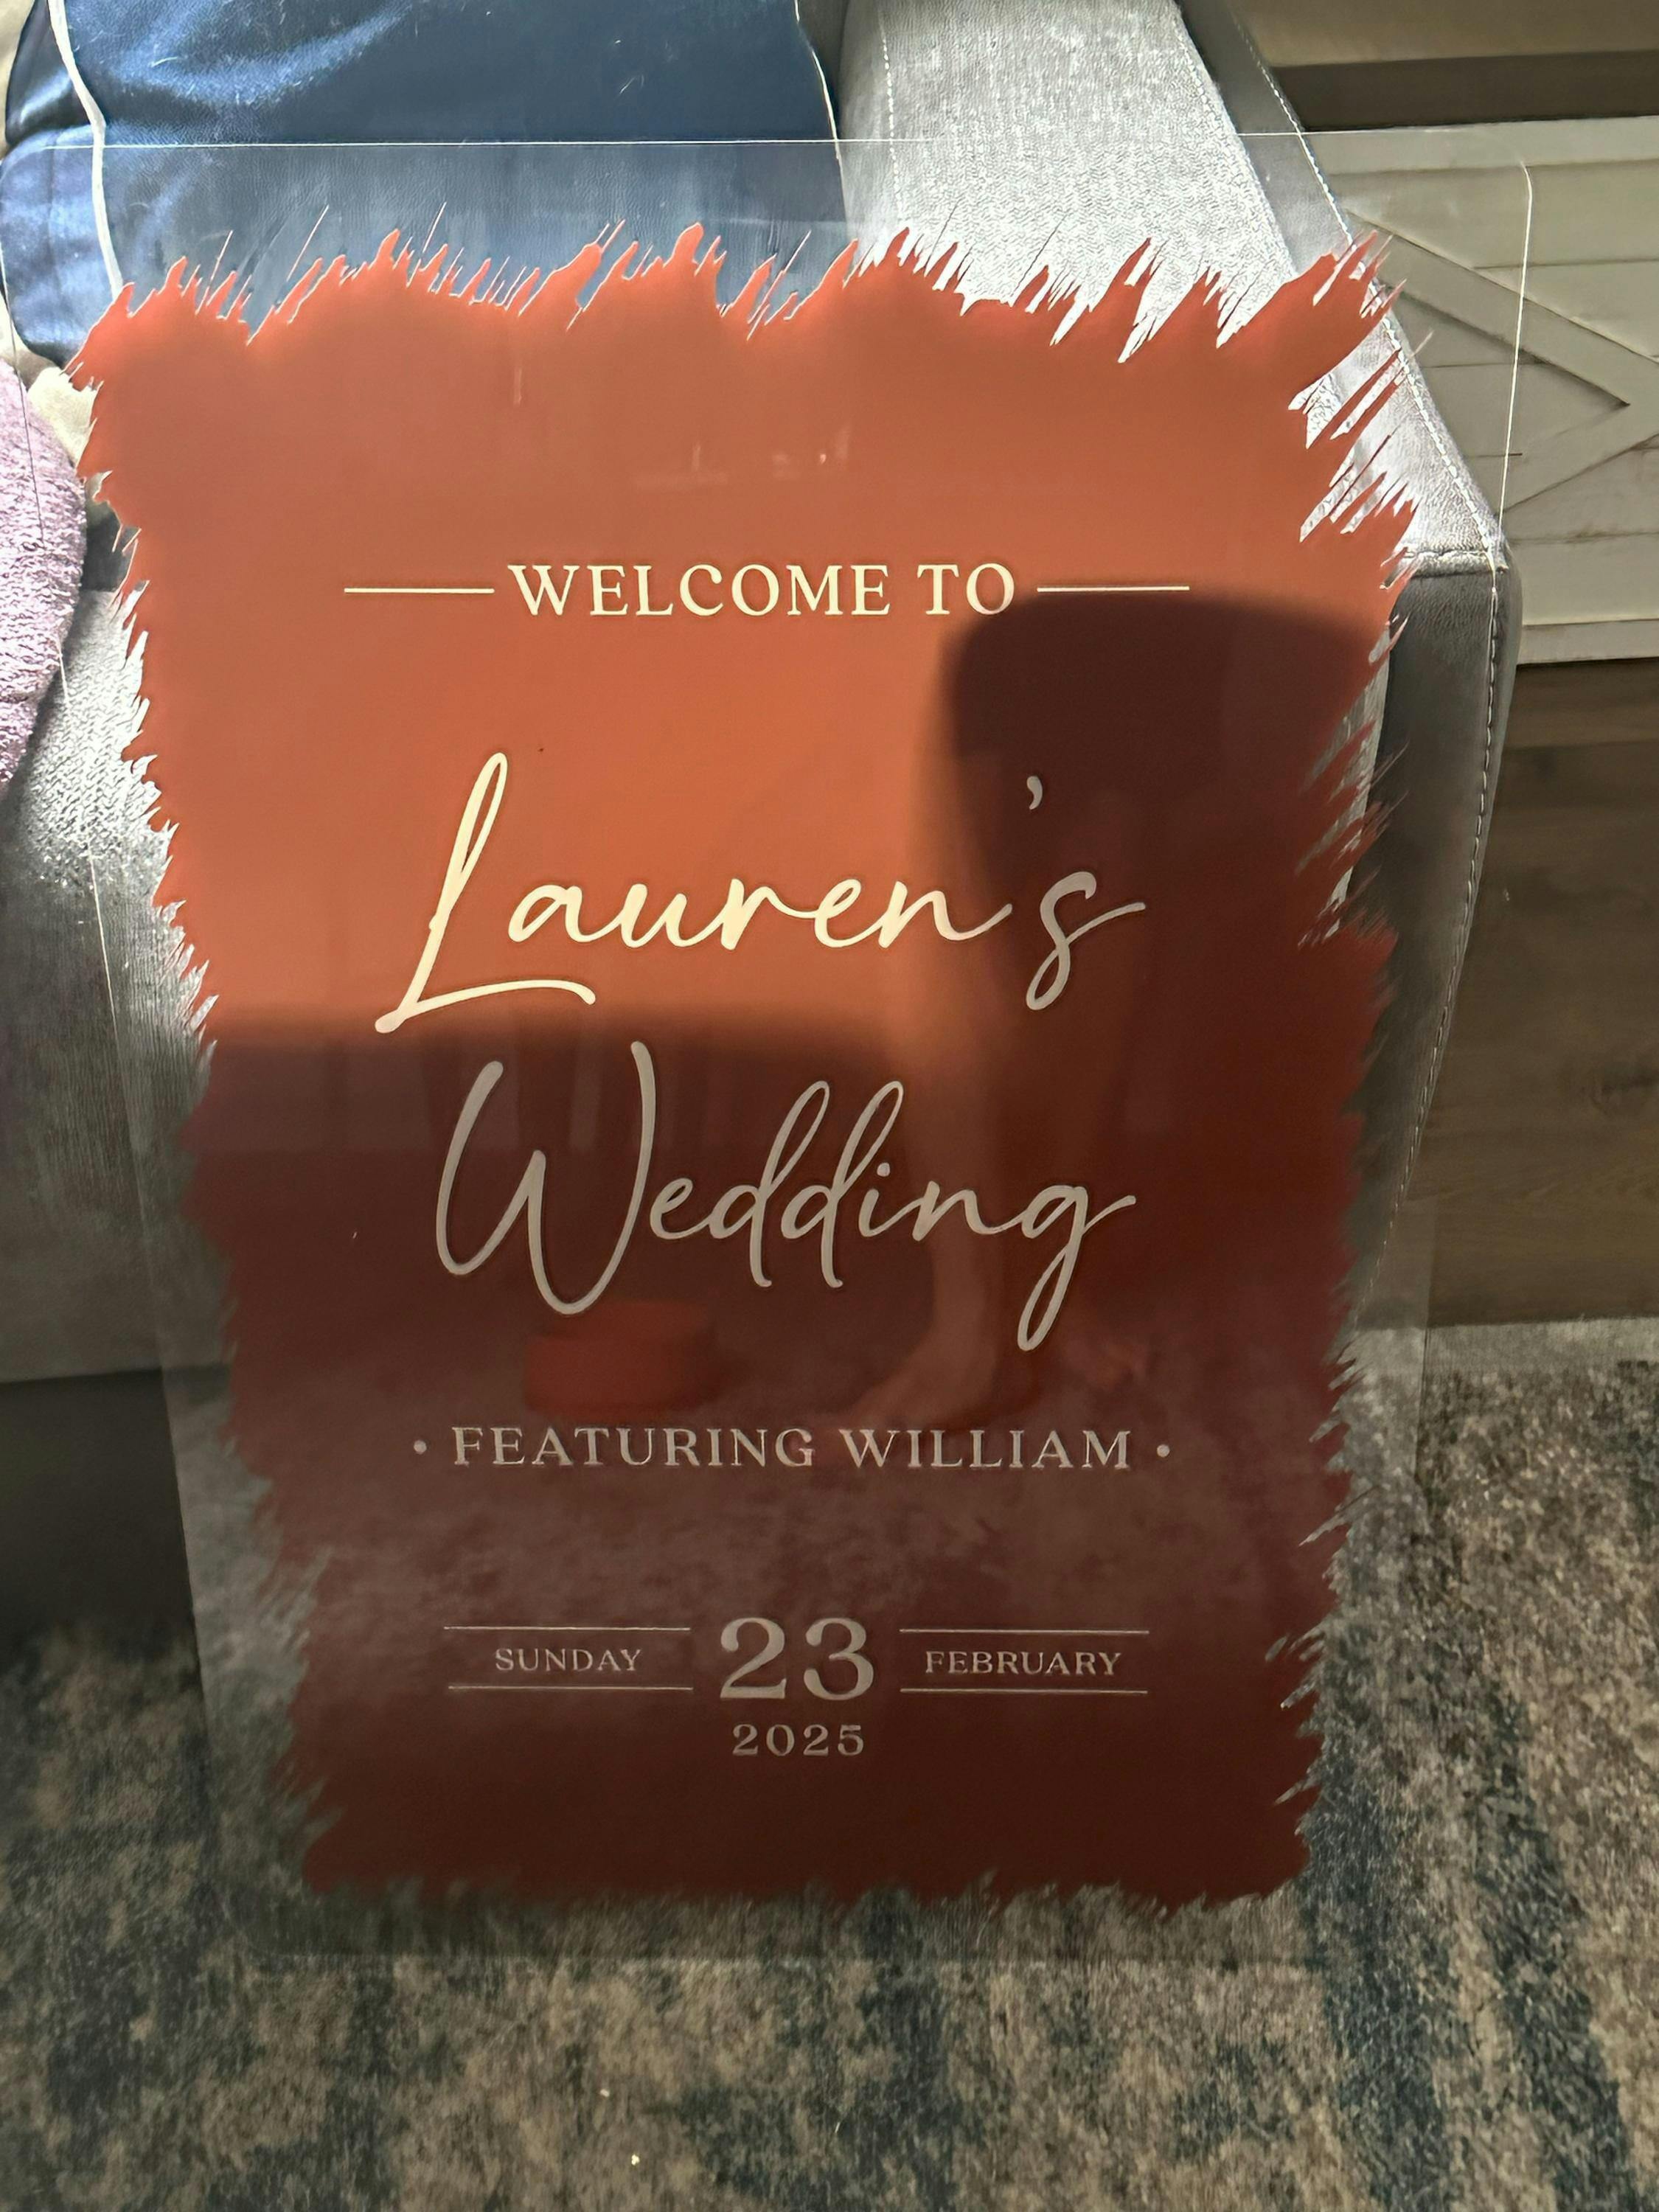 WELCOME TO
Lauren's
Wedding
• FEATURING WILLIAM •
SUNDAY 23 FEBRUARY
2025